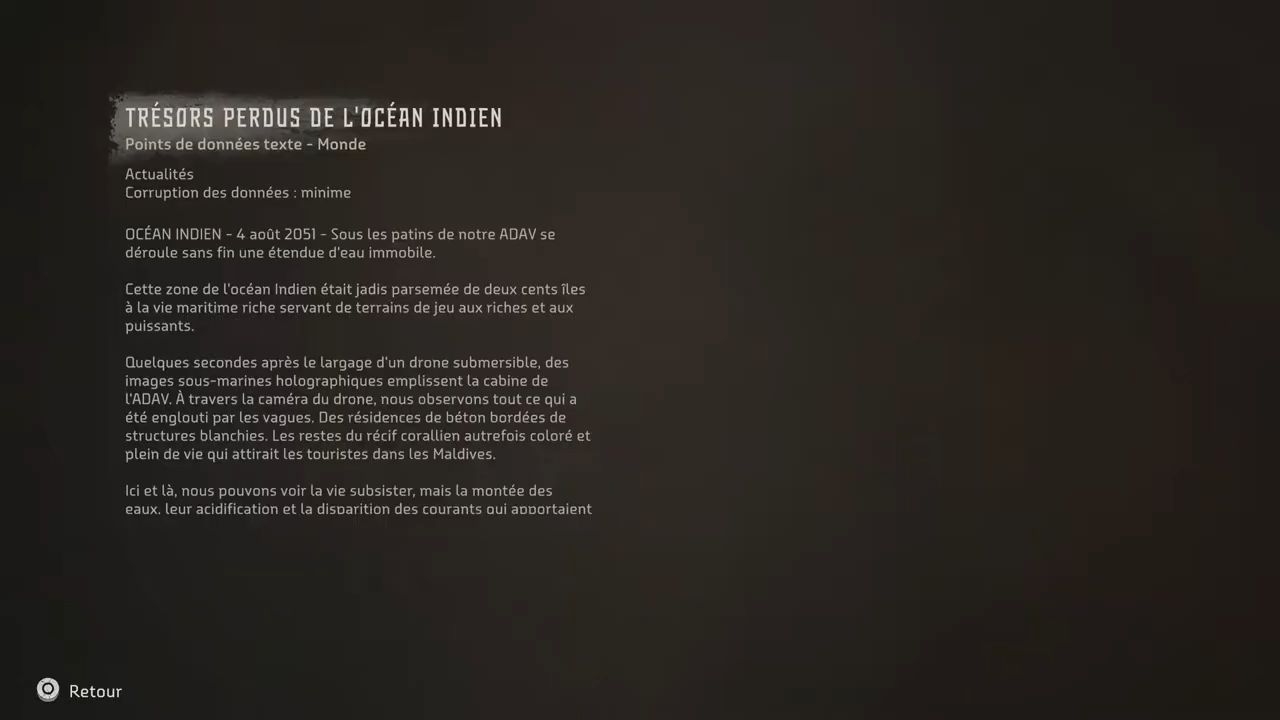 TRÉSORS PERDUS DE L'OCÉAN INDIEN
Points de données texte - Monde
Actualités
Corruption des données : minime
OCÉAN INDIEN - 4 août 2051 - Sous les patins de notre ADAV se
déroule sans fin une étendue d'eau immobile.
Cette zone de l'océan Indien était jadis parsemée de deux cents îles
à la vie maritime riche servant de terrains de jeu aux riches et aux
puissants.
Quelques secondes après le largage d'un drone submersible, des
images sous-marines holographiques emplissent la cabine de
l'ADAV. À travers la caméra du drone, nous observons tout ce qui a
été englouti par les vagues. Des résidences de béton bordées de
structures blanchies. Les restes du récif corallien autrefois coloré et
plein de vie qui attirait les touristes dans les Maldives.
Ici et là, nous pouvons voir la vie subsister, mais la montée des
eaux, leur acidification et la disparition des courants qui apportaient
Retour